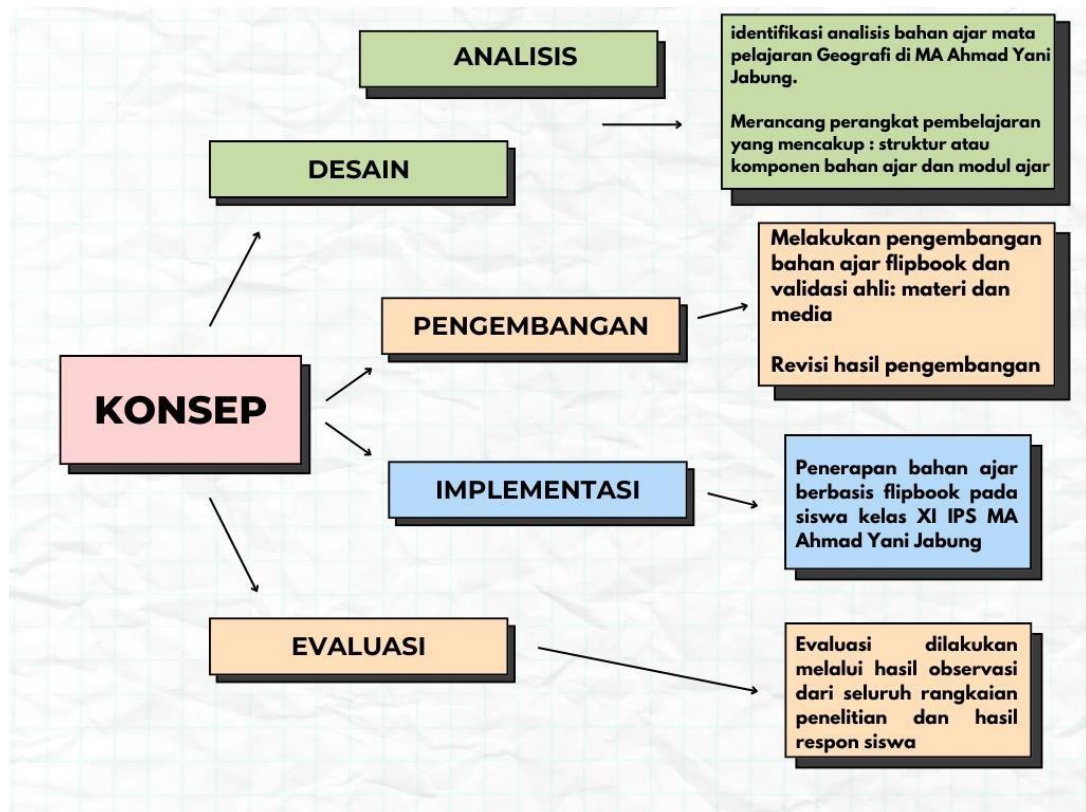 ANALISIS
identifikasi analisis bahan ajar mata
pelajaran Geografi di MA Ahmad Yani
Jabung.
Merancang perangkat pembelajaran
yang mencakup : struktur atau
komponen bahan ajar dan modul ajar
DESAIN
Melakukan pengembangan
bahan ajar flipbook dan
validasi ahli: materi dan
media
Revisi hasil pengembangan
PENGEMBANGAN
KONSEP
IMPLEMENTASI
Penerapan bahan ajar
berbasis flipbook pada
siswa kelas XI IPS MA
Ahmad Yani Jabung
EVALUASI
Evaluasi dilakukan
melalui hasil observasi
dari seluruh rangkaian
penelitian dan hasil
respon siswa